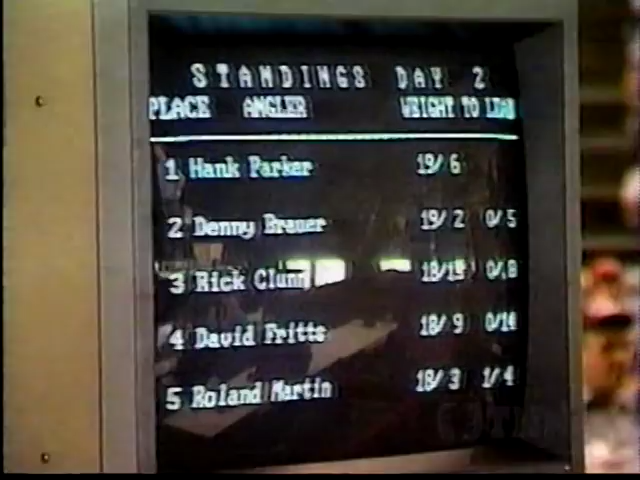 STANDINGS DAY 2
PLACE ANGLER WEIGHT TO LEAD
1 Hank Parker 19/ 6
2 Denny Brauer 19/ 2 0/ 5
3 Rick Clunn 18/15 0/ 8
4 David Fritts 18/ 9 0/14
5 Roland Martin 18/ 3 1/ 4